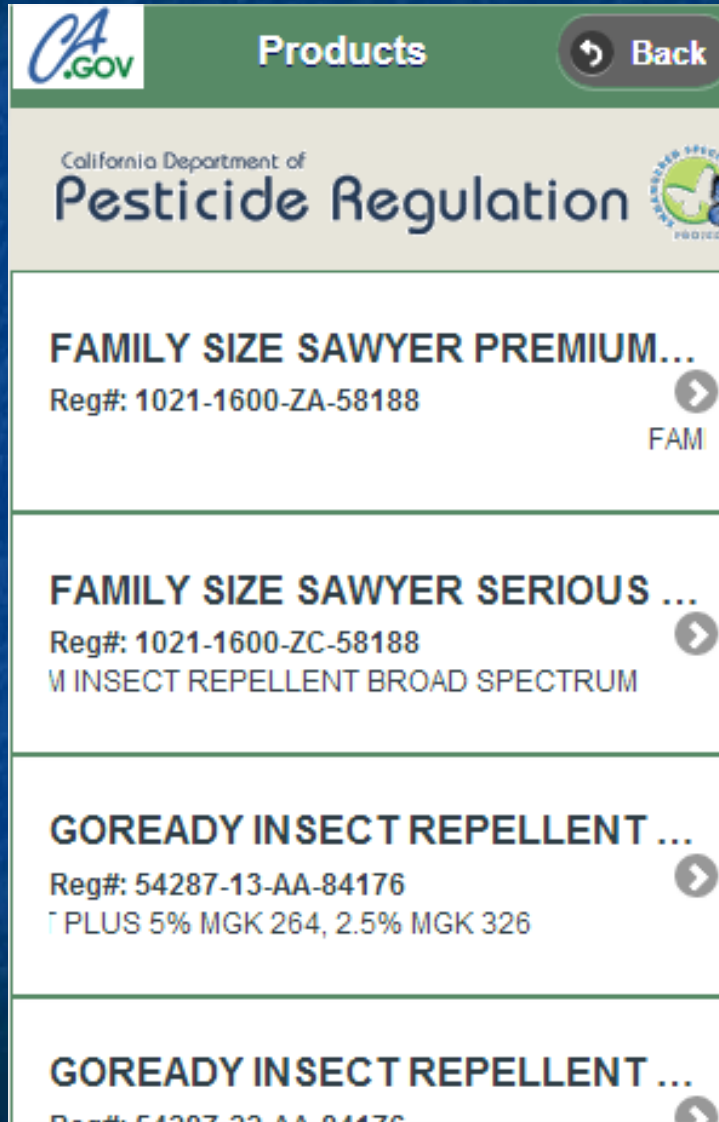 CA
.GOV
Products
Back
California Department of
Pesticide Regulation
FAMILY SIZE SAWYER PREMIUM...
Reg#: 1021-1600-ZA-58188
FAM
FAMILY SIZE SAWYER SERIOUS ...
Reg#: 1021-1600-ZC-58188
M INSECT REPELLENT BROAD SPECTRUM
GOREADY INSECT REPELLENT ...
Reg#: 54287-13-AA-84176
PLUS 5% MGK 264, 2.5% MGK 326
GOREADY INSECT REPELLENT ...